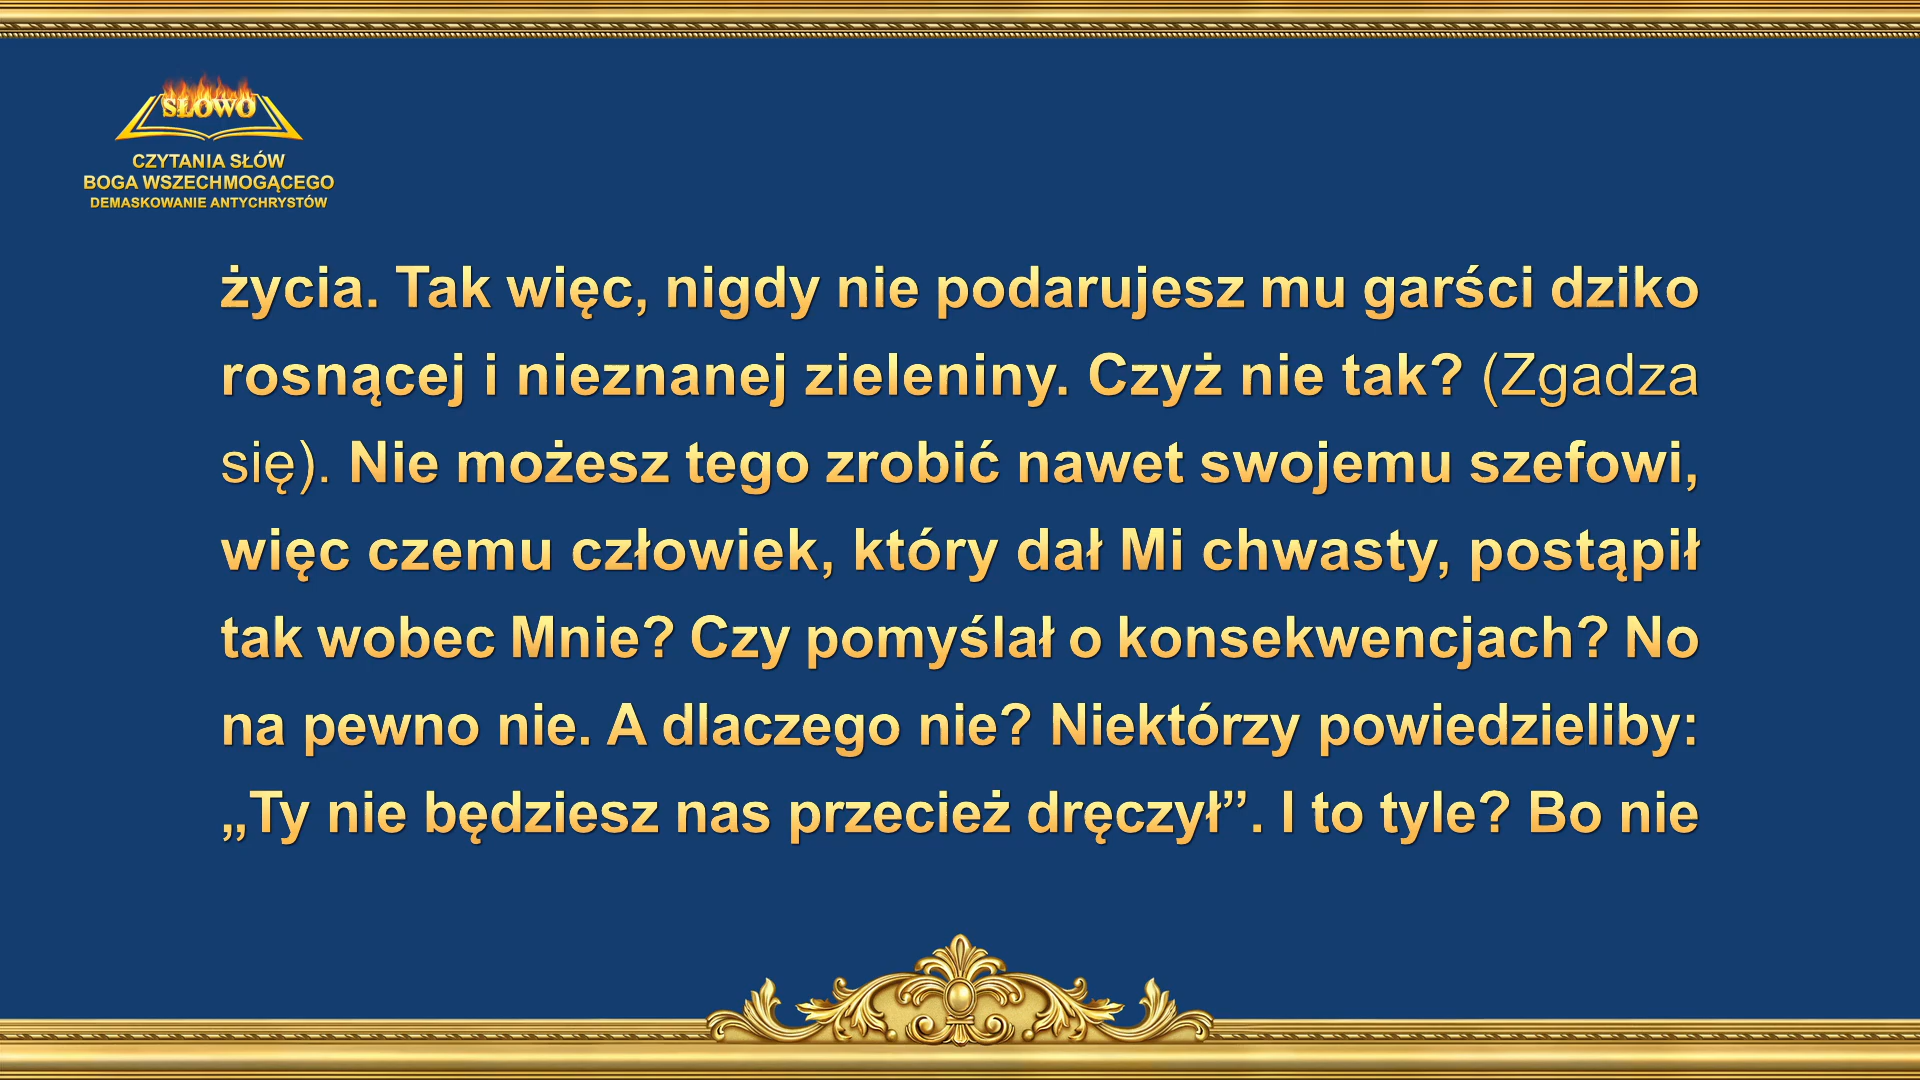 SŁOWO
CZYTANIA SŁÓW
BOGA WSZECHMOGĄCEGO
DEMASKOWANIE ANTYCHRYSTÓW
życia. Tak więc, nigdy nie podarujesz mu garści dziko
rosnącej i nieznanej zieleniny. Czyż nie tak? (Zgadza
się). Nie możesz tego zrobić nawet swojemu szefowi,
więc czemu człowiek, który dał Mi chwasty, postąpił
tak wobec Mnie? Czy pomyślał o konsekwencjach? No
na pewno nie. A dlaczego nie? Niektórzy powiedzieliby:
„Ty nie będziesz nas przecież dręczył”. I to tyle? Bo nie